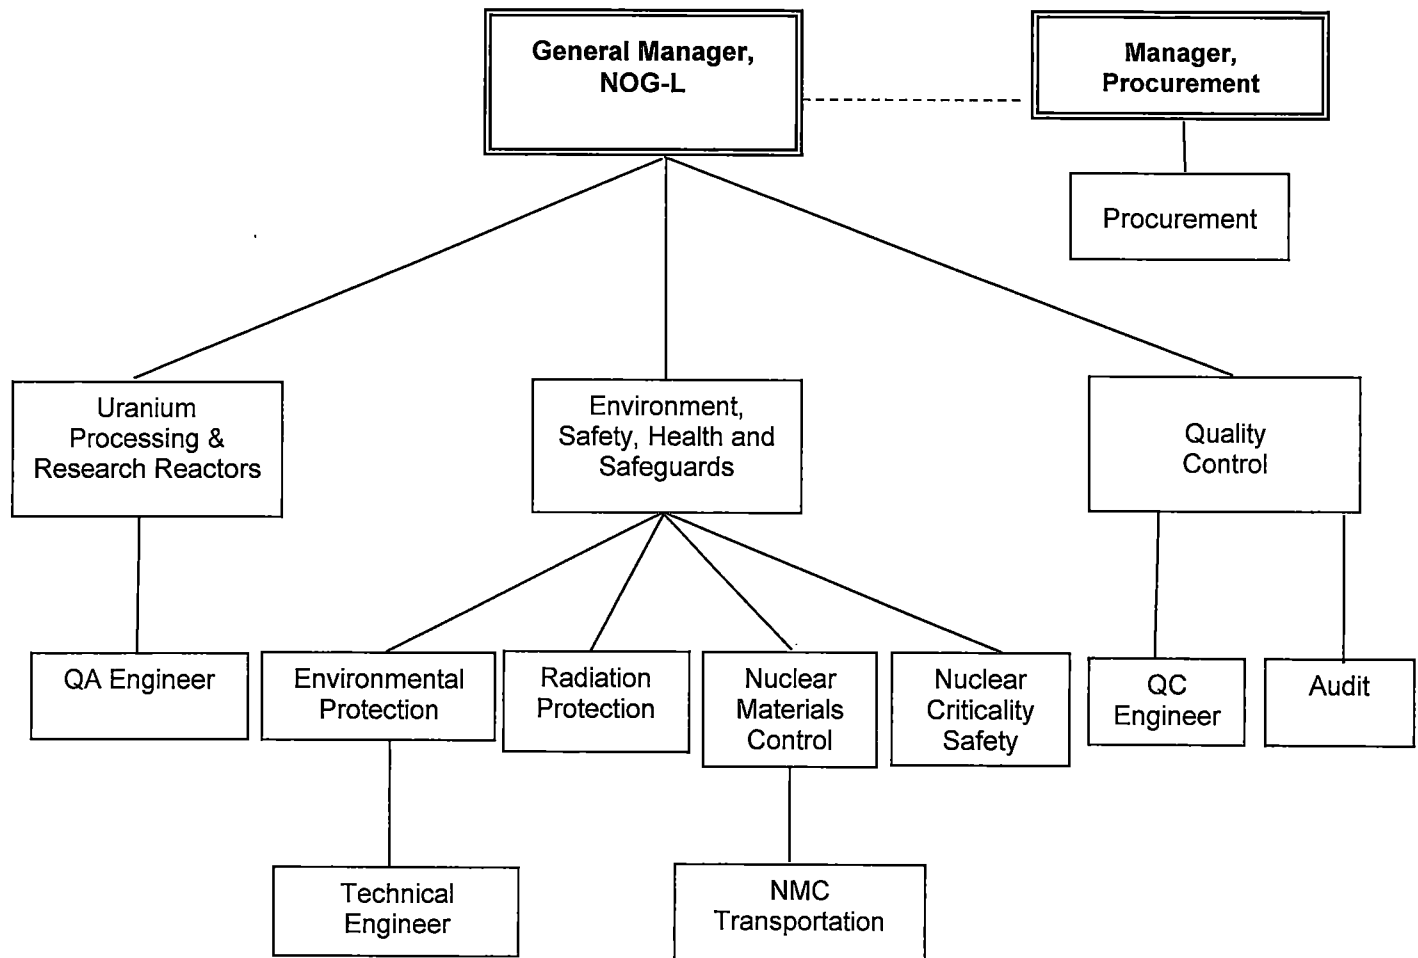 General Manager,
NOG-L
Manager,
Procurement
Procurement
Uranium
Processing &
Research Reactors
Environment,
Safety, Health and
Safeguards
Quality
Control
QA Engineer
Environmental
Protection
Radiation
Protection
Nuclear
Materials
Control
Nuclear
Criticality
Safety
QC
Engineer
Audit
Technical
Engineer
NMC
Transportation